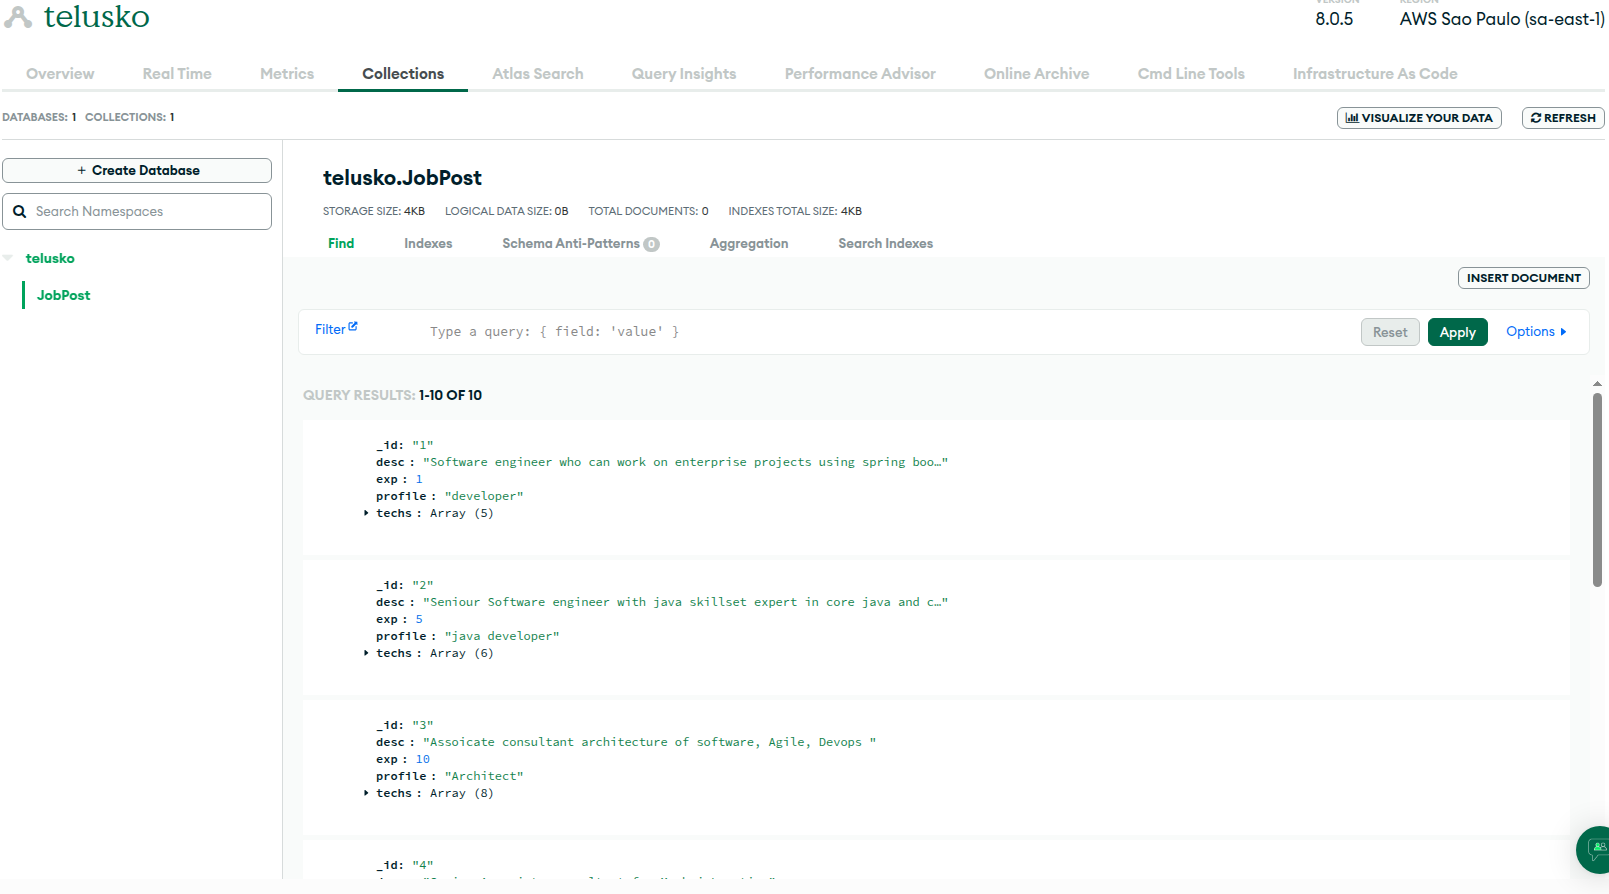 telusko
VERSION
8.0.5
REGION
AWS Sao Paulo (sa-east-1)
Overview
Real Time
Metrics
Collections
Atlas Search
Query Insights
Performance Advisor
Online Archive
Cmd Line Tools
Infrastructure As Code
DATABASES: 1 COLLECTIONS: 1
VISUALIZE YOUR DATA
REFRESH
+ Create Database
Search Namespaces
telusko
JobPost
telusko.JobPost
STORAGE SIZE: 4KB LOGICAL DATA SIZE: 0B TOTAL DOCUMENTS: 0 INDEXES TOTAL SIZE: 4KB
Find
Indexes
Schema Anti-Patterns 0
Aggregation
Search Indexes
INSERT DOCUMENT
Filter
Type a query: { field: 'value' }
Reset
Apply
Options
QUERY RESULTS: 1-10 OF 10
_id: "1"
desc : "Software engineer who can work on enterprise projects using spring boo…"
exp : 1
profile : "developer"
techs : Array (5)
_id: "2"
desc : "Seniour Software engineer with java skillset expert in core java and c…"
exp : 5
profile : "java developer"
techs : Array (6)
_id: "3"
desc : "Assoicate consultant architecture of software, Agile, Devops "
exp : 10
profile : "Architect"
techs : Array (8)
_id: "4"